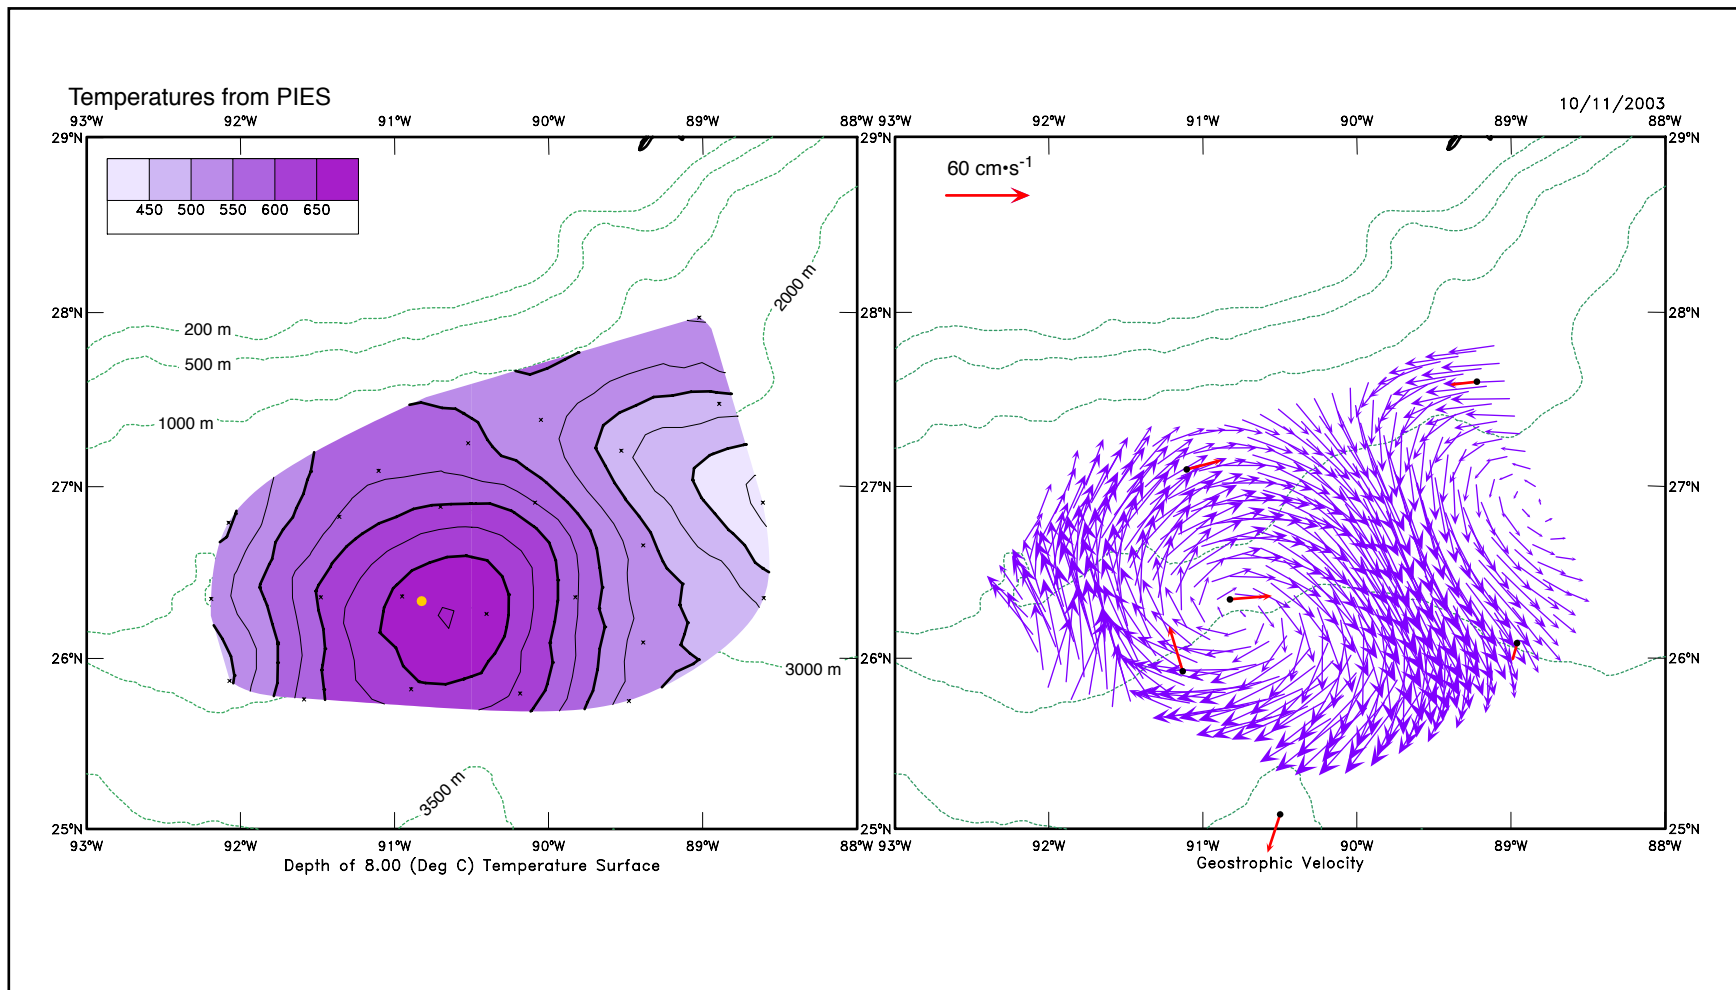 Temperatures from PIES
10/11/2003
93°W 92°W 91°W 90°W 89°W 88°W 93°W 92°W 91°W 90°W 89°W 88°W
29°N 29°N 29°N
450 500 550 600 650
60 cm•s-1
2000 m
28°N 28°N 28°N
200 m
500 m
1000 m
27°N 27°N 27°N
26°N 26°N 26°N
3000 m
3500 m
25°N 25°N 25°N
93°W 92°W 91°W 90°W 89°W 88°W 93°W 92°W 91°W 90°W 89°W 88°W
Depth of 8.00 (Deg C) Temperature Surface
Geostrophic Velocity